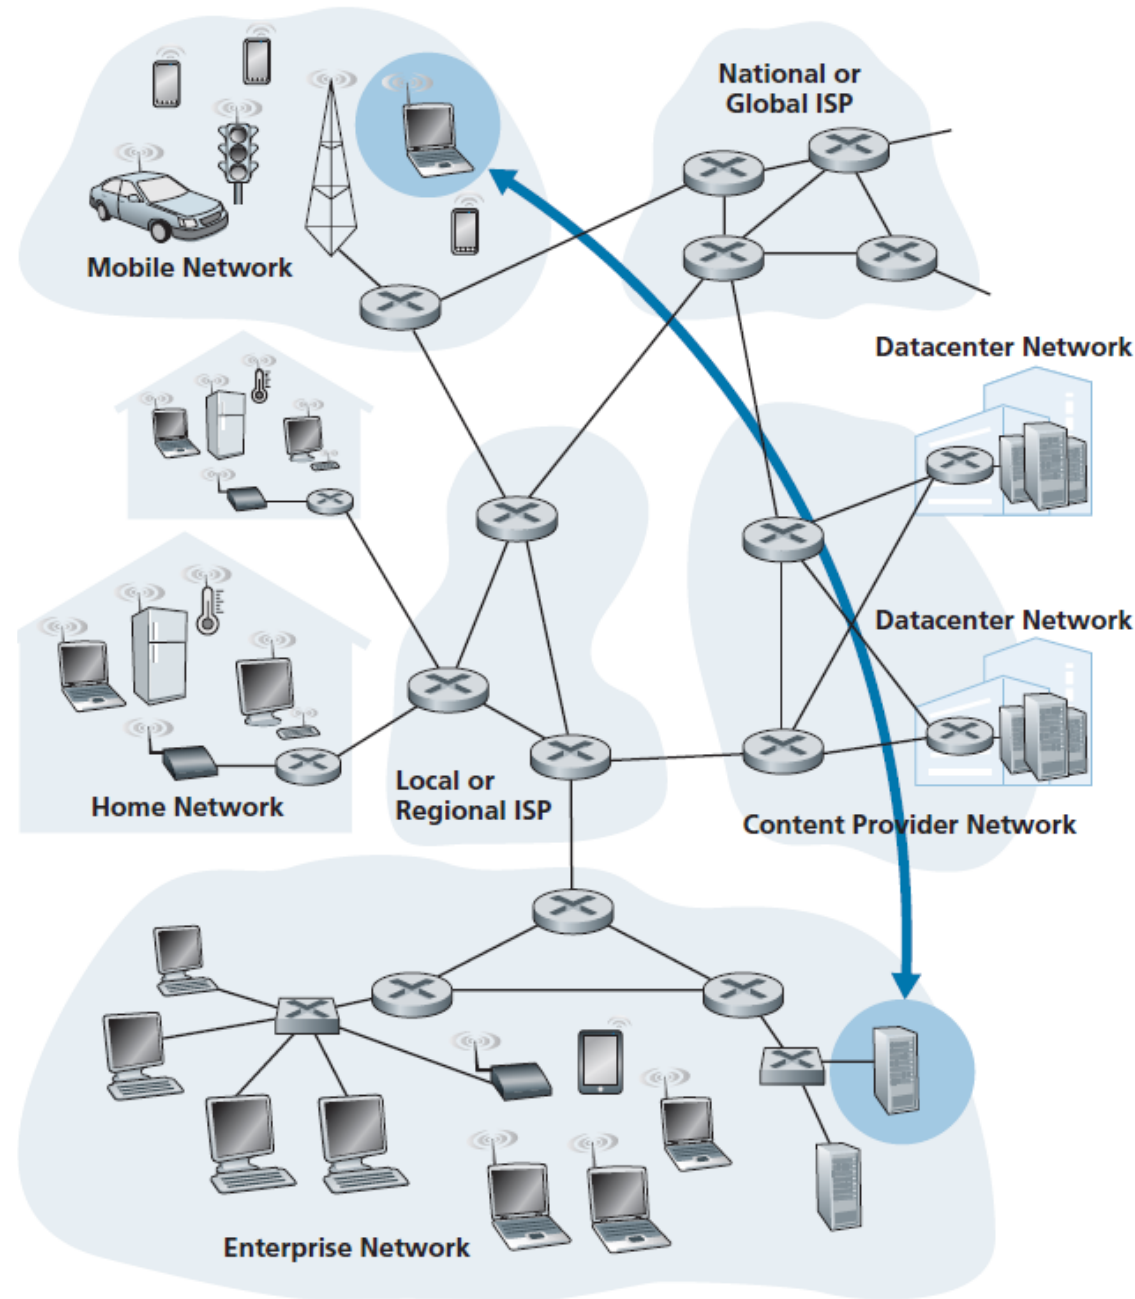 National or
Global ISP
Mobile Network
Datacenter Network
Datacenter Network
Home Network
Local or
Regional ISP
Content Provider Network
Enterprise Network